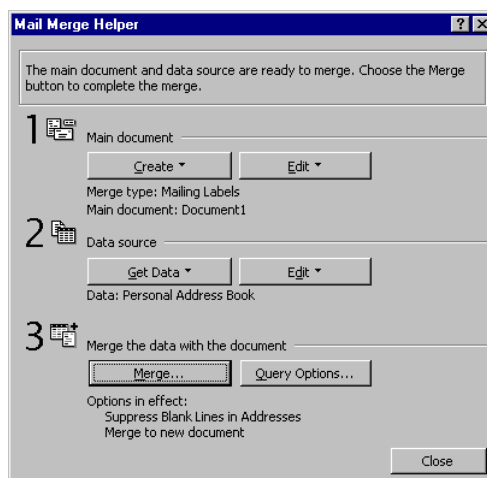 Mail Merge Helper
The main document and data source are ready to merge. Choose the Merge
button to complete the merge.
1
Main document
Create
Edit
Merge type: Mailing Labels
Main document: Document1
2
Data source
Get Data
Edit
Data: Personal Address Book
3
Merge the data with the document
Merge...
Query Options...
Options in effect:
Suppress Blank Lines in Addresses
Merge to new document
Close